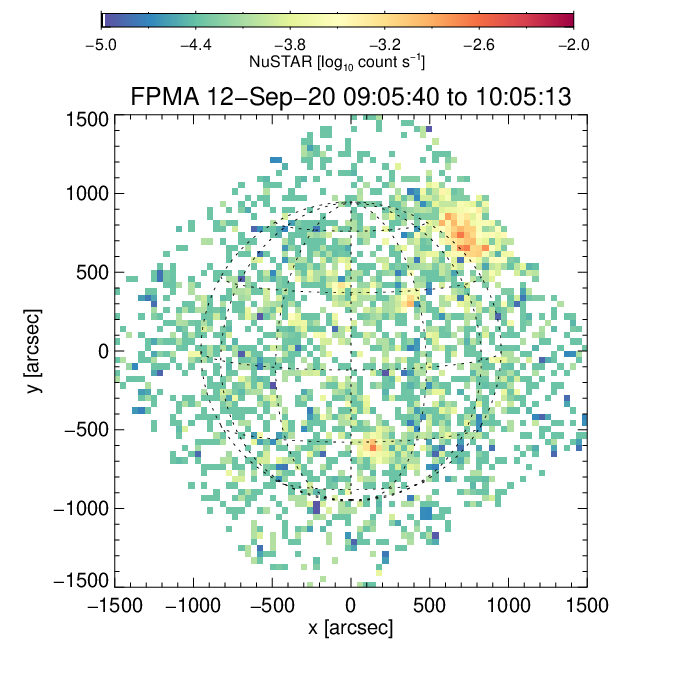 −5.0 −4.4 −3.8 −3.2 −2.6 −2.0
NuSTAR [log₁₀ count s⁻¹]
FPMA 12−Sep−20 09:05:40 to 10:05:13
1500
1000
500
0
−500
−1000
−1500
y [arcsec]
−1500 −1000 −500 0 500 1000 1500
x [arcsec]